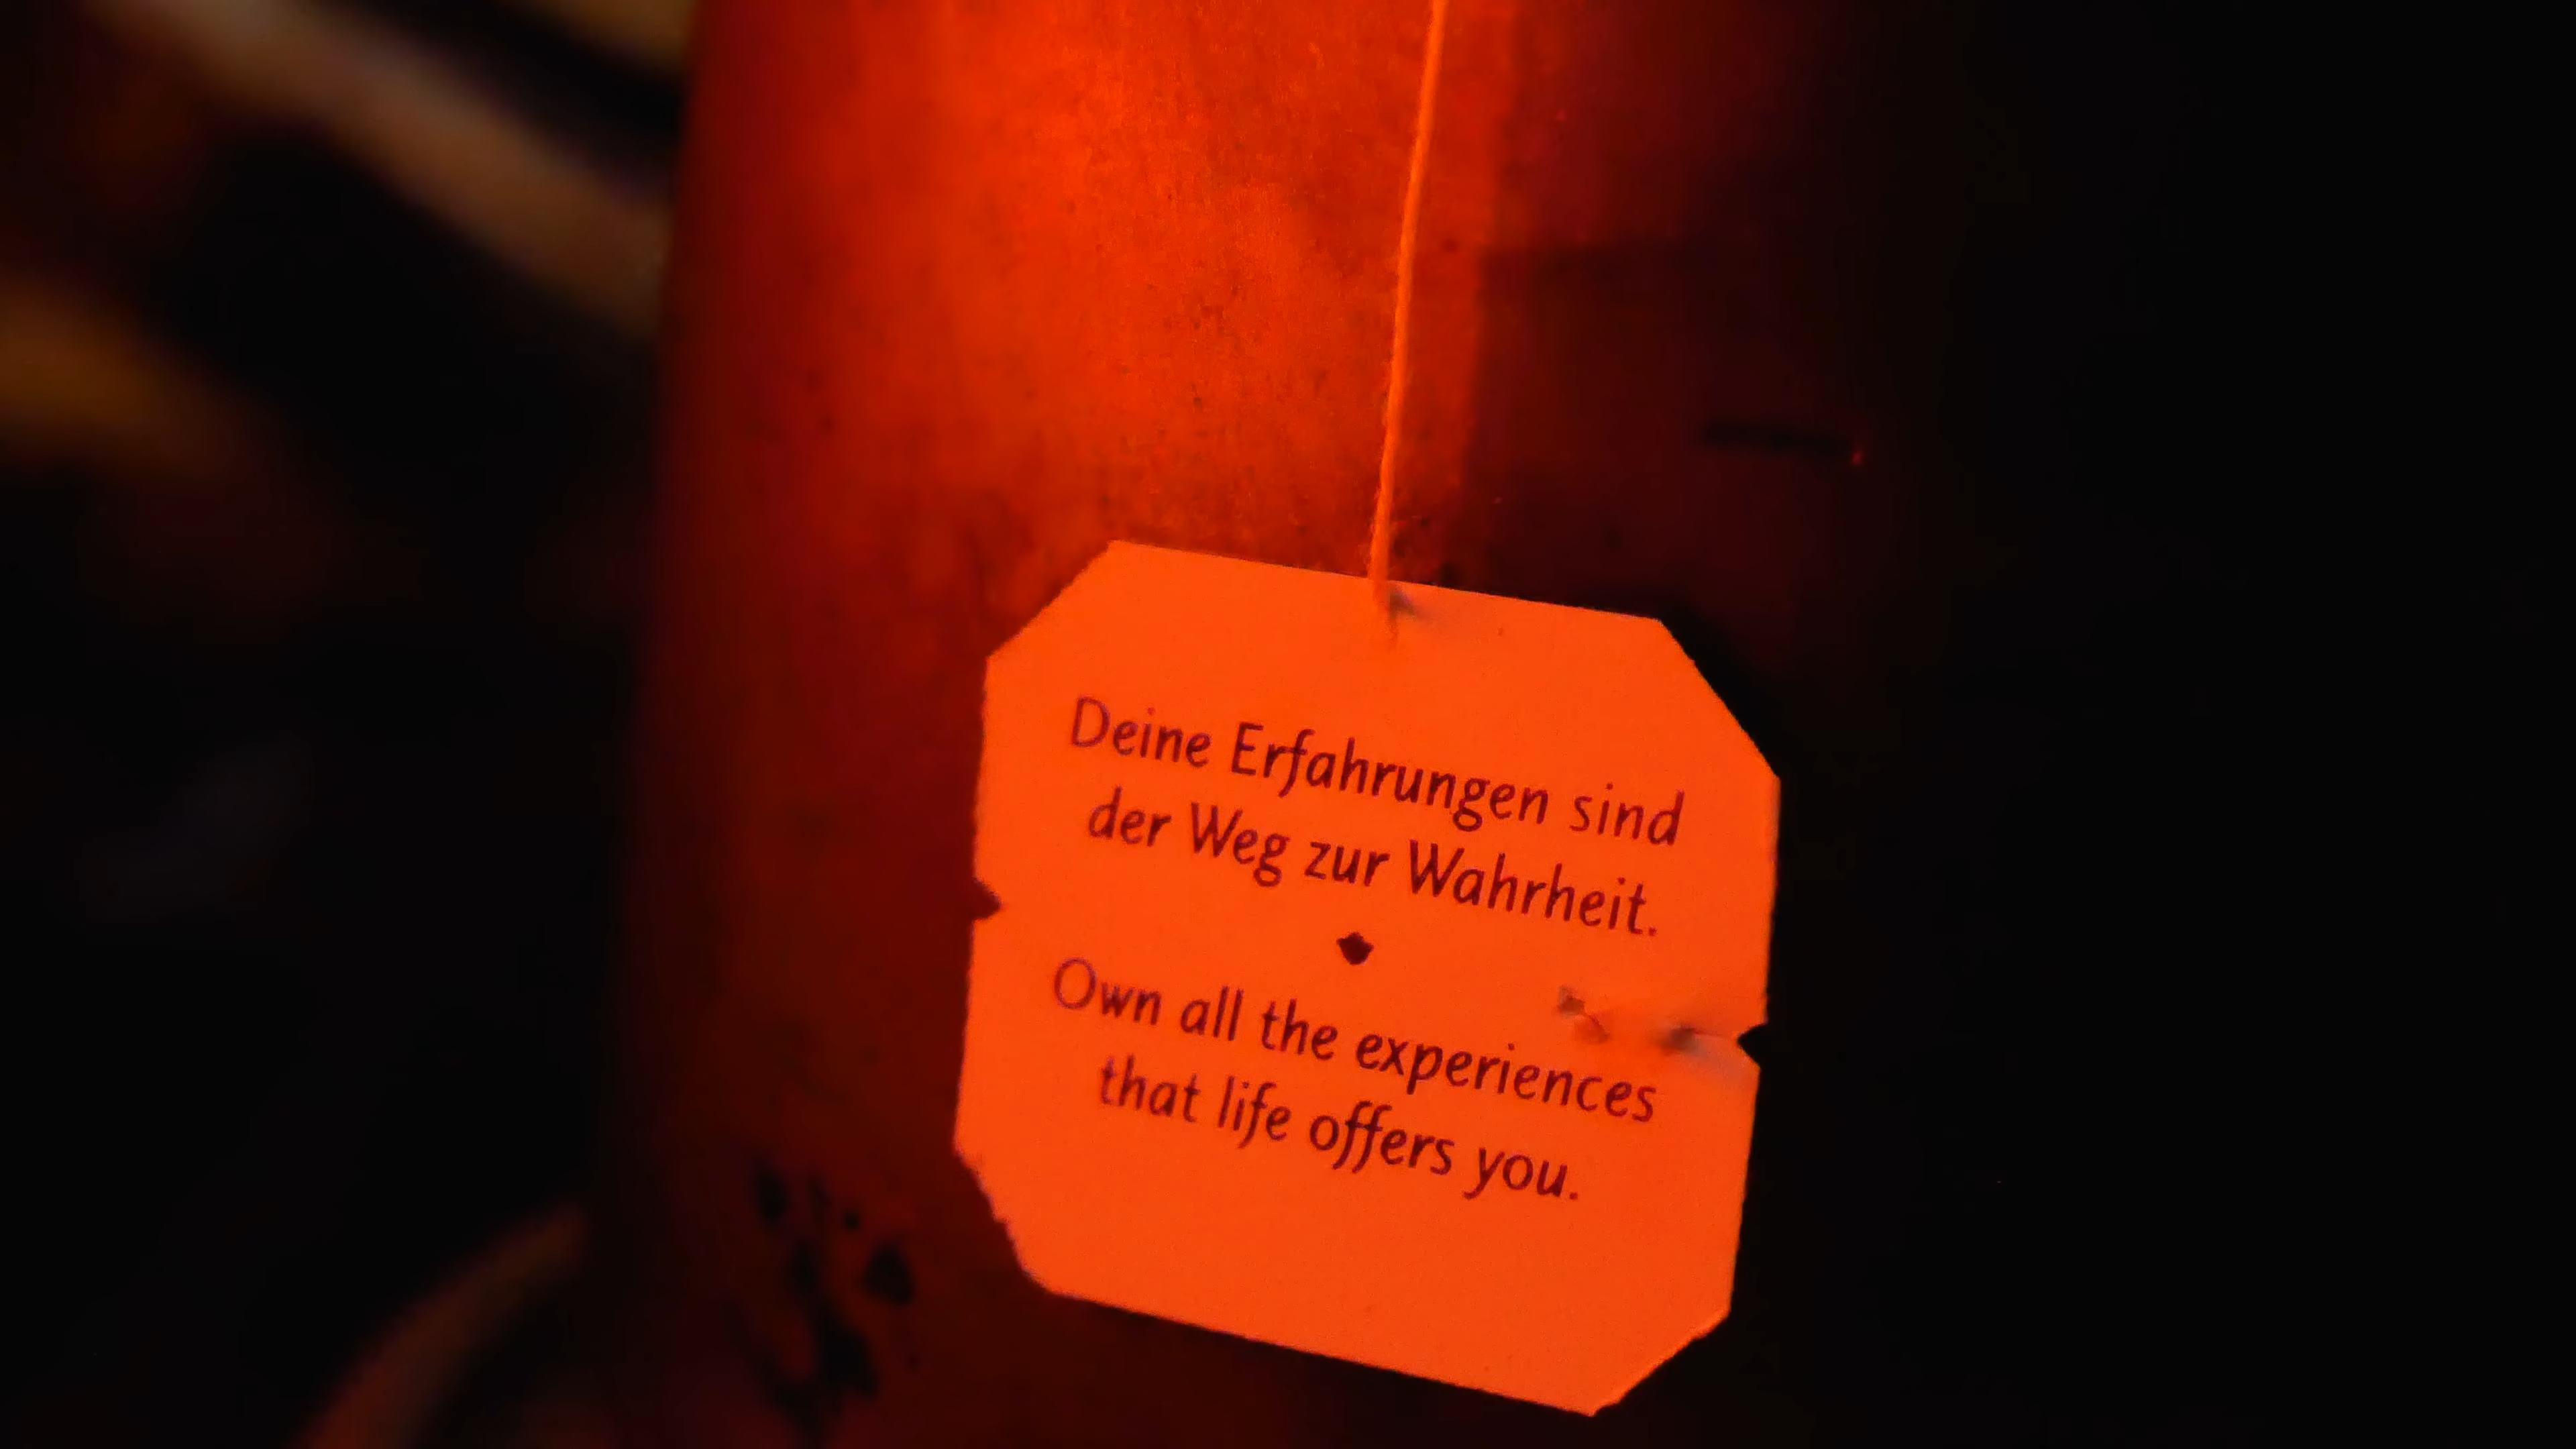 Deine Erfahrungen sind
der Weg zur Wahrheit.
Own all the experiences
that life offers you.